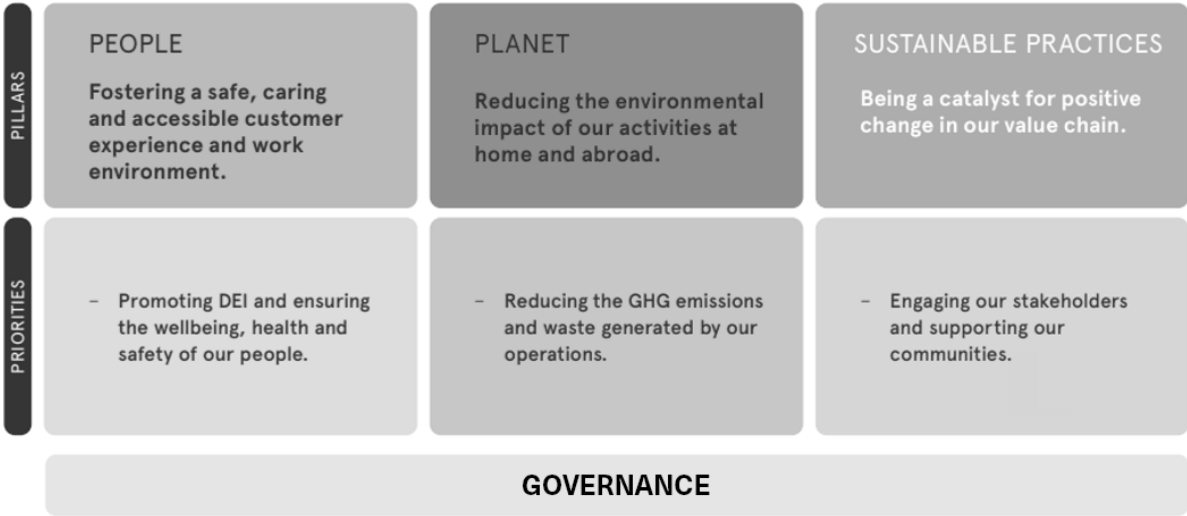 PILLARS
PEOPLE
Fostering a safe, caring
and accessible customer
experience and work
environment.
PLANET
Reducing the environmental
impact of our activities at
home and abroad.
SUSTAINABLE PRACTICES
Being a catalyst for positive
change in our value chain.
PRIORITIES
– Promoting DEI and ensuring
the wellbeing, health and
safety of our people.
– Reducing the GHG emissions
and waste generated by our
operations.
– Engaging our stakeholders
and supporting our
communities.
GOVERNANCE